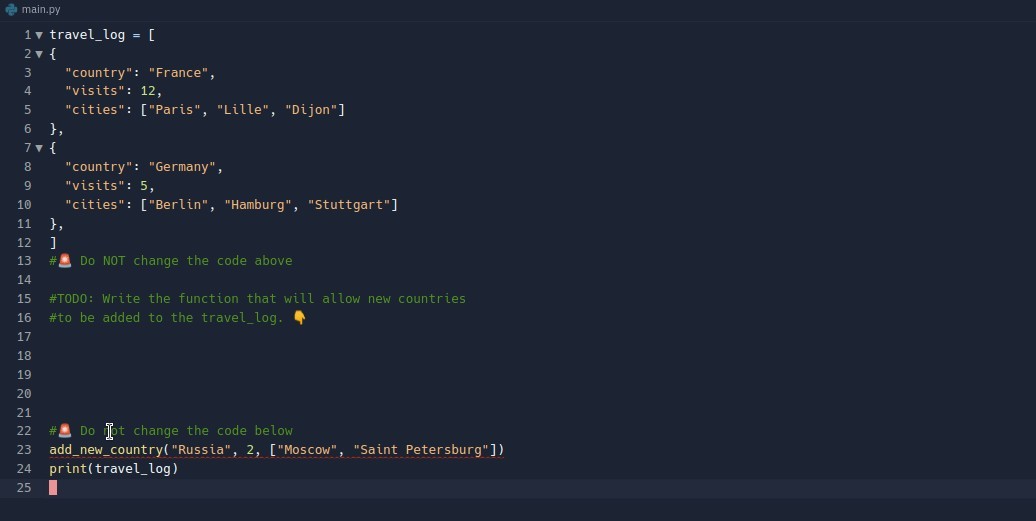 main.py
1 travel_log = [
2 {
3 "country": "France",
4 "visits": 12,
5 "cities": ["Paris", "Lille", "Dijon"]
6 },
7 {
8 "country": "Germany",
9 "visits": 5,
10 "cities": ["Berlin", "Hamburg", "Stuttgart"]
11 },
12 ]
13 #🚨 Do NOT change the code above
14
15 #TODO: Write the function that will allow new countries
16 #to be added to the travel_log. 👇
17
18
19
20
21
22 #🚨 Do not change the code below
23 add_new_country("Russia", 2, ["Moscow", "Saint Petersburg"])
24 print(travel_log)
25